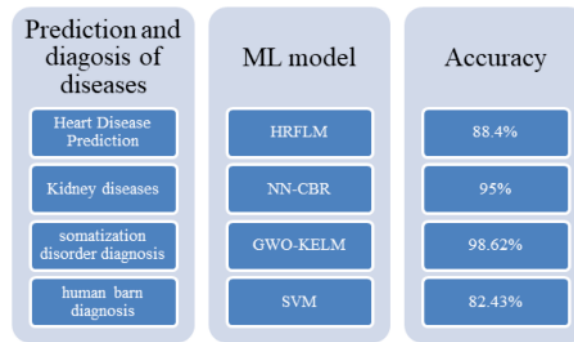 Prediction and
diagosis of
diseases
Heart Disease
Prediction
Kidney diseases
somatization
disorder diagnosis
human barn
diagnosis
ML model
HRFLM
NN-CBR
GWO-KELM
SVM
Accuracy
88.4%
95%
98.62%
82.43%